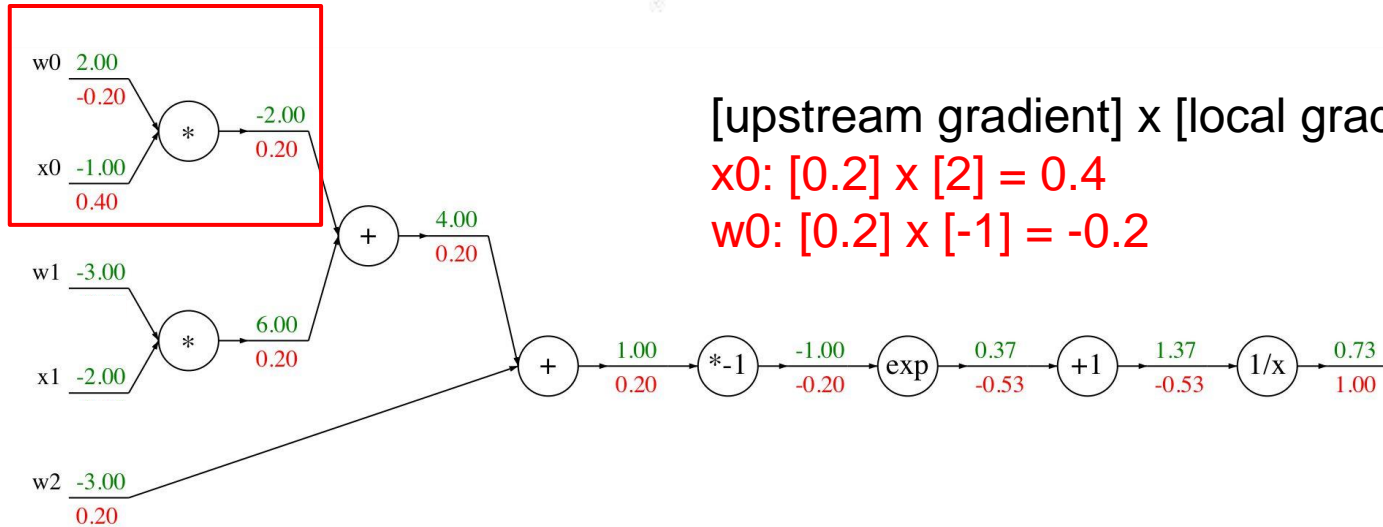 w0 2.00
-0.20
-2.00
*
0.20
x0 -1.00
0.40
[upstream gradient] x [local
x0: [0.2] x [2] = 0.4
w0: [0.2] x [-1] = -0.2
4.00
+
0.20
w1 -3.00
6.00
*
0.20
x1 -2.00
1.00
-1.00
0.37
1.37
0.73
+
*-1
exp
+1
1/x
0.20
-0.20
-0.53
-0.53
1.00
w2 -3.00
0.20